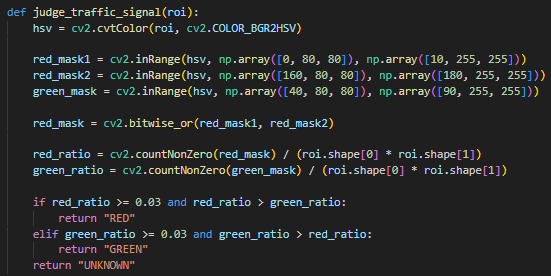 def judge_traffic_signal(roi):
    hsv = cv2.cvtColor(roi, cv2.COLOR_BGR2HSV)

    red_mask1 = cv2.inRange(hsv, np.array([0, 80, 80]), np.array([10, 255, 255]))
    red_mask2 = cv2.inRange(hsv, np.array([160, 80, 80]), np.array([180, 255, 255]))
    green_mask = cv2.inRange(hsv, np.array([40, 80, 80]), np.array([90, 255, 255]))

    red_mask = cv2.bitwise_or(red_mask1, red_mask2)

    red_ratio = cv2.countNonZero(red_mask) / (roi.shape[0] * roi.shape[1])
    green_ratio = cv2.countNonZero(green_mask) / (roi.shape[0] * roi.shape[1])

    if red_ratio >= 0.03 and red_ratio > green_ratio:
        return "RED"
    elif green_ratio >= 0.03 and green_ratio > red_ratio:
        return "GREEN"
    return "UNKNOWN"